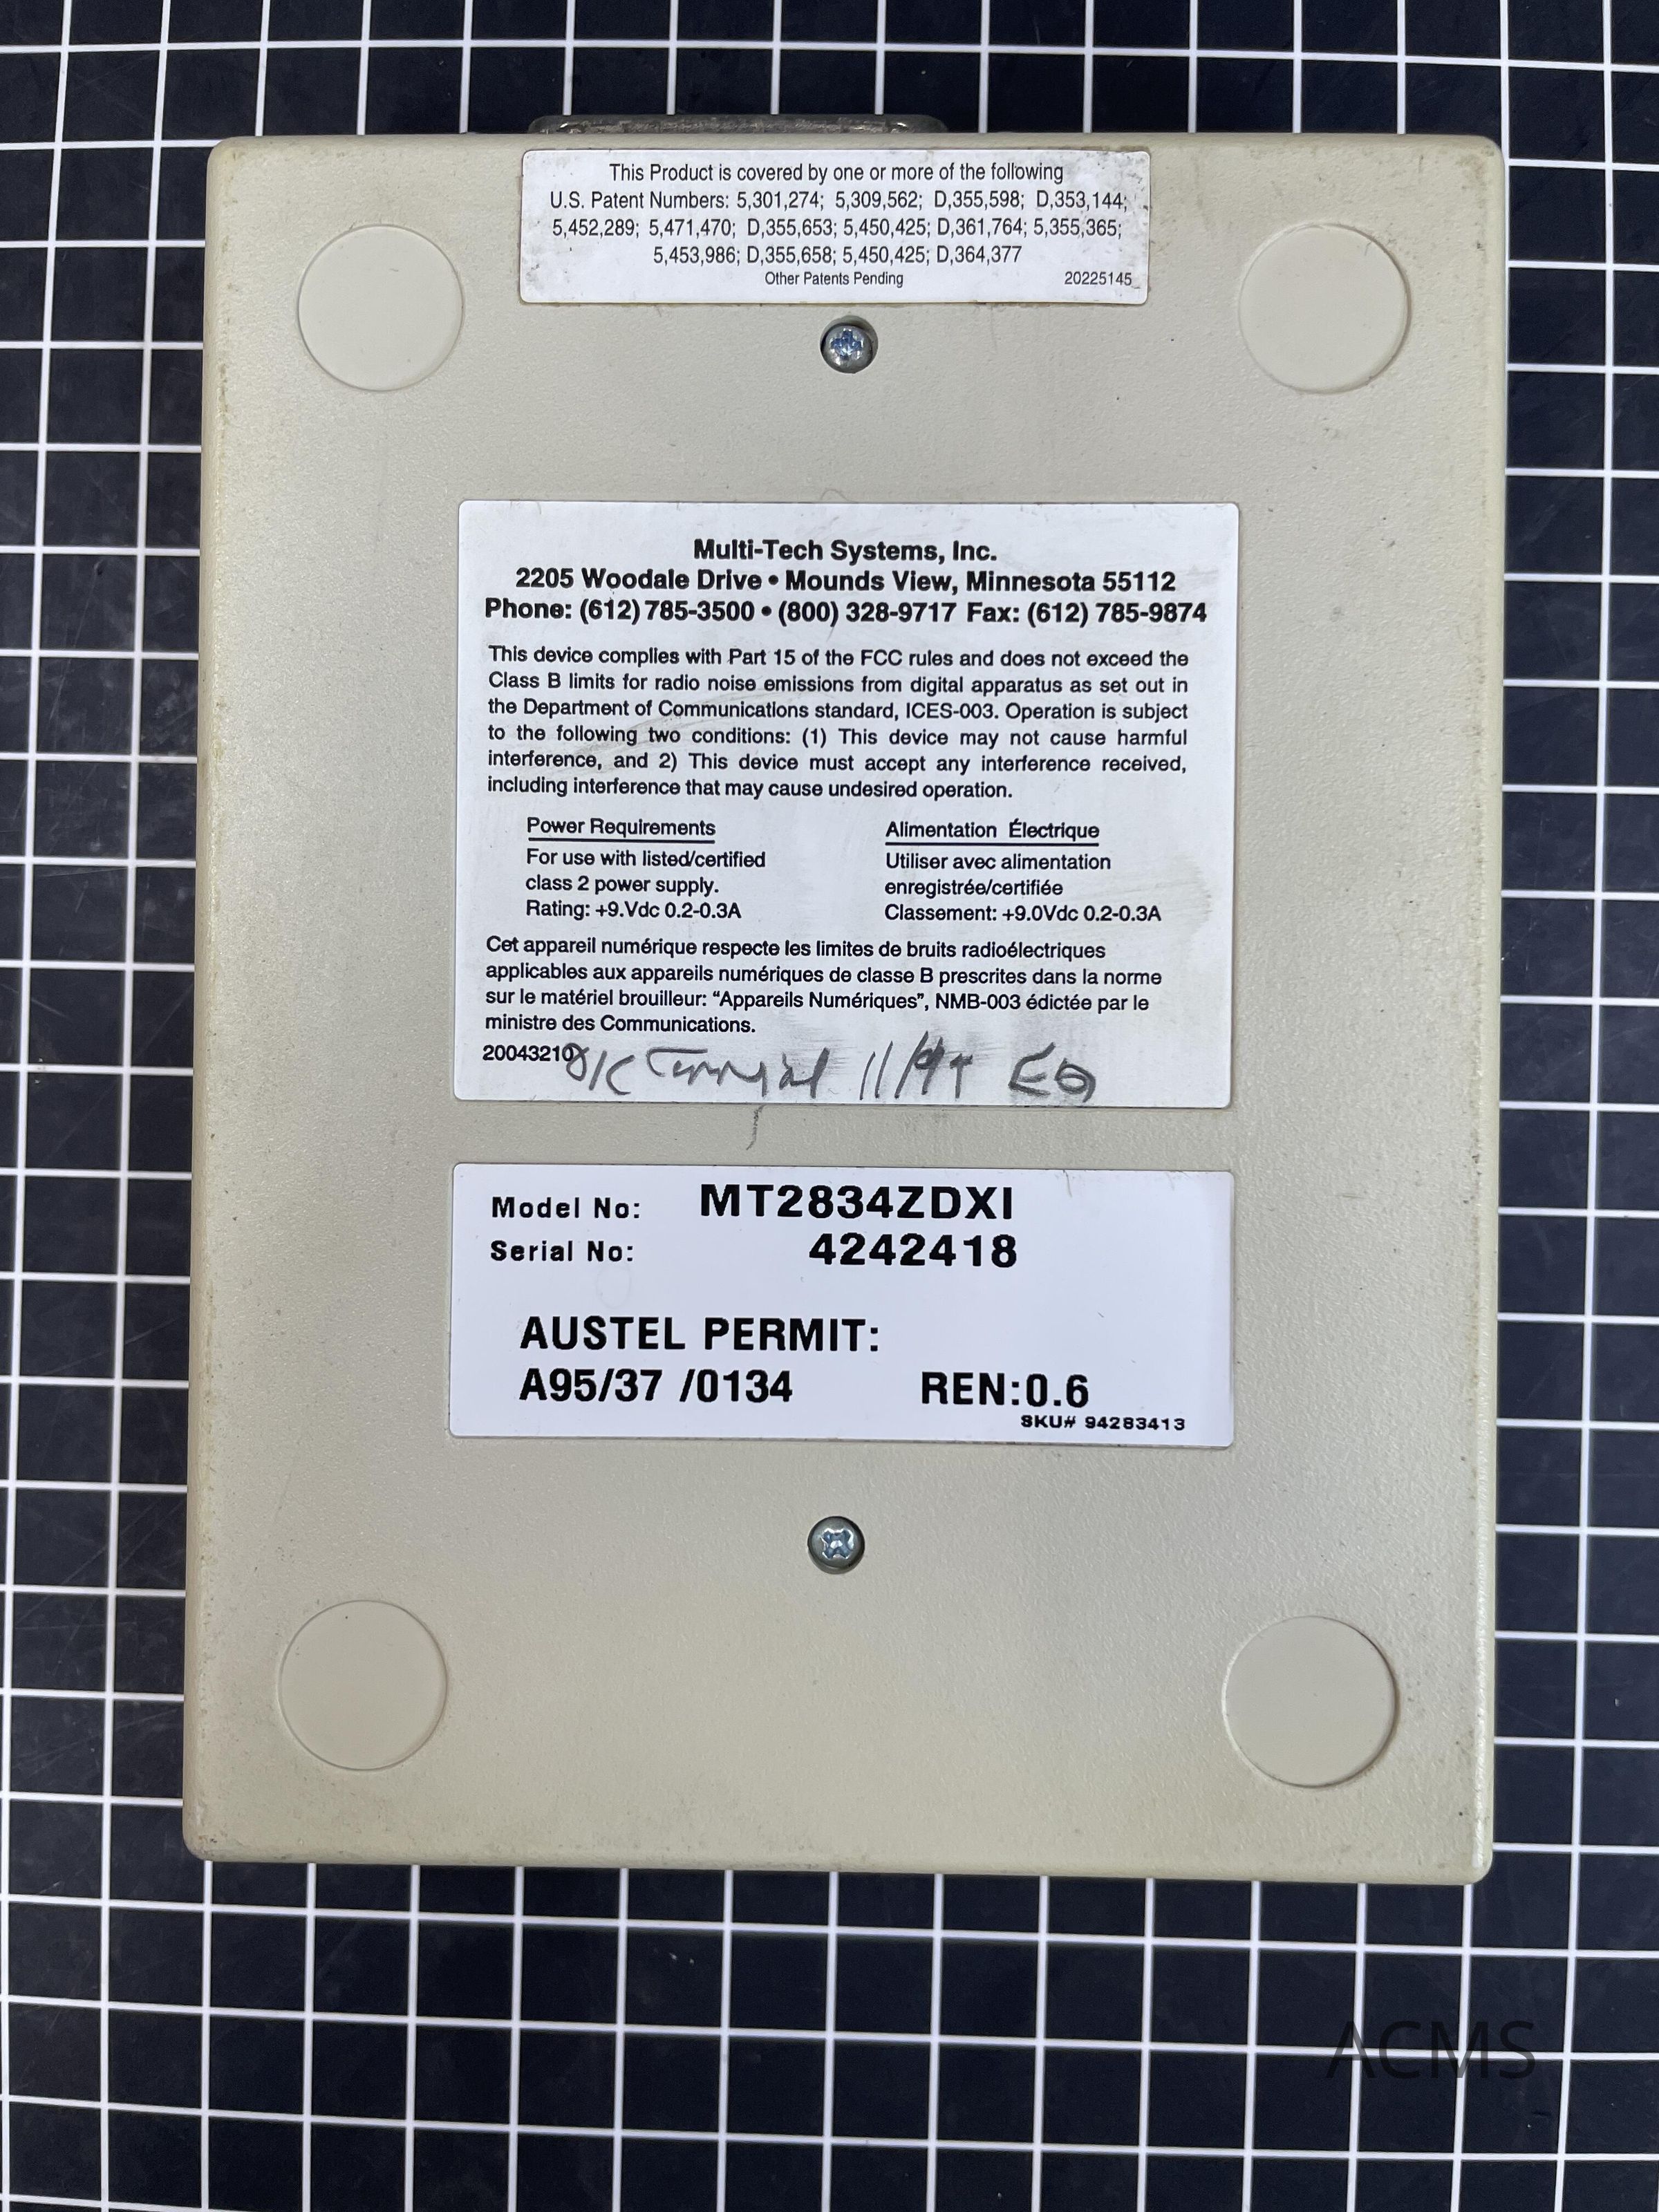 This Product is covered by one or more of the following
U.S. Patent Numbers: 5,301,274; 5,309,562; D,355,598; D,353,144;
5,452,289; 5,471,470; D,355,653; 5,450,425; D,361,764; 5,355,365;
5,453,986; D,355,658; 5,450,425; D,364,377
Other Patents Pending 20225145
Multi-Tech Systems, Inc.
2205 Woodale Drive • Mounds View, Minnesota 55112
Phone: (612) 785-3500 • (800) 328-9717 Fax: (612) 785-9874
This device complies with Part 15 of the FCC rules and does not exceed the
Class B limits for radio noise emissions from digital apparatus as set out in
the Department of Communications standard, ICES-003. Operation is subject
to the following two conditions: (1) This device may not cause harmful
interference, and 2) This device must accept any interference received,
including interference that may cause undesired operation.
Power Requirements
For use with listed/certified
class 2 power supply.
Rating: +9.Vdc 0.2-0.3A
Alimentation Électrique
Utiliser avec alimentation
enregistrée/certifiée
Classement: +9.0Vdc 0.2-0.3A
Cet appareil numérique respecte les limites de bruits radioélectriques
applicables aux appareils numériques de classe B prescrites dans la norme
sur le matériel brouilleur: “Appareils Numériques”, NMB-003 édictée par le
ministre des Communications.
20043210
Model No: MT2834ZDXI
Serial No: 4242418
AUSTEL PERMIT:
A95/37 /0134 REN:0.6
SKU# 94283413
ACMS